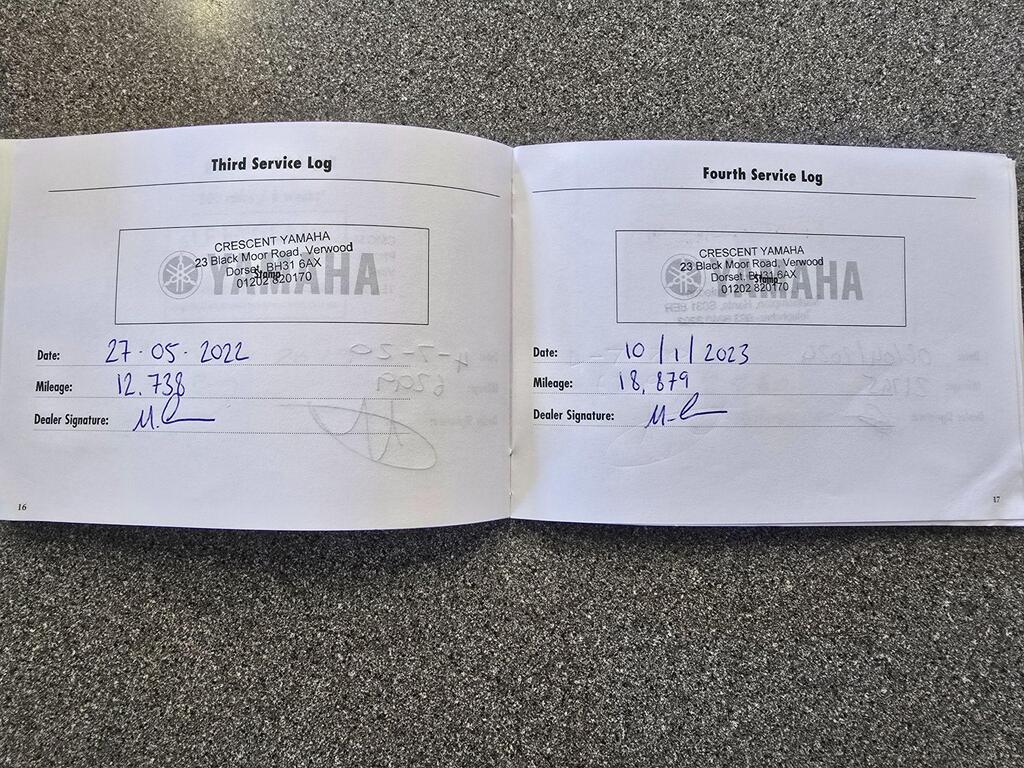 Third Service Log
CRESCENT YAMAHA
23 Black Moor Road, Verwood
Dorset, BH31 6AX
Stamp
01202 820170
YAMAHA
Date: 27·05·2022
Mileage: 12,738
Dealer Signature:
16
Fourth Service Log
CRESCENT YAMAHA
23 Black Moor Road, Verwood
Dorset, BH31 6AX
Stamp
01202 820170
YAMAHA
Date: 10/1/2023
Mileage: 18,879
Dealer Signature:
17